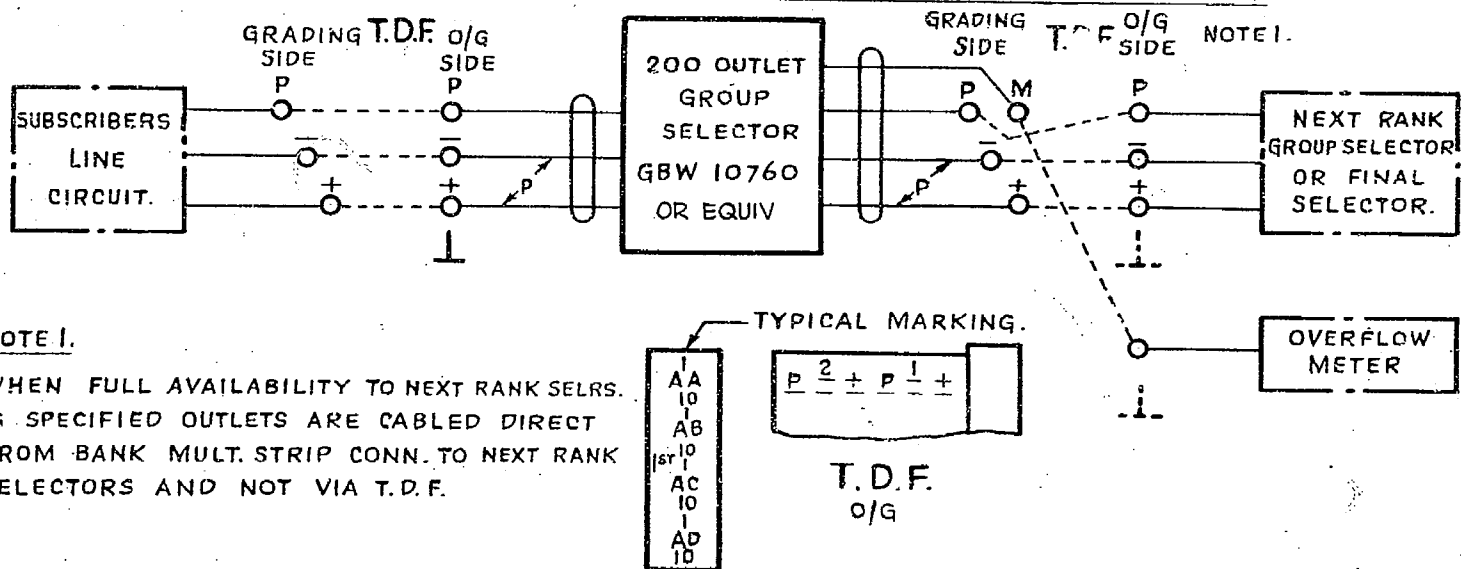 GRADING T.D.F. O/G
SIDE SIDE
P P
SUBSCRIBERS
LINE
CIRCUIT.
− −
+ +
P
200 OUTLET
GROUP
SELECTOR
GBW 10760
OR EQUIV
GRADING T. F. O/G NOTE 1.
SIDE SIDE
P M P
− −
+ +
P
NEXT RANK
GROUP SELECTOR
OR FINAL
SELECTOR.
OVERFLOW
METER
OTE 1.
WHEN FULL AVAILABILITY TO NEXT RANK SELRS.
S SPECIFIED OUTLETS ARE CABLED DIRECT
ROM BANK MULT. STRIP CONN. TO NEXT RANK
ELECTORS AND NOT VIA T.D.F.
TYPICAL MARKING.
1
AA
10
1
AB
1ST 10
1
AC
10
1
AD
10
P 2 + P 1 +
T.D.F.
O/G